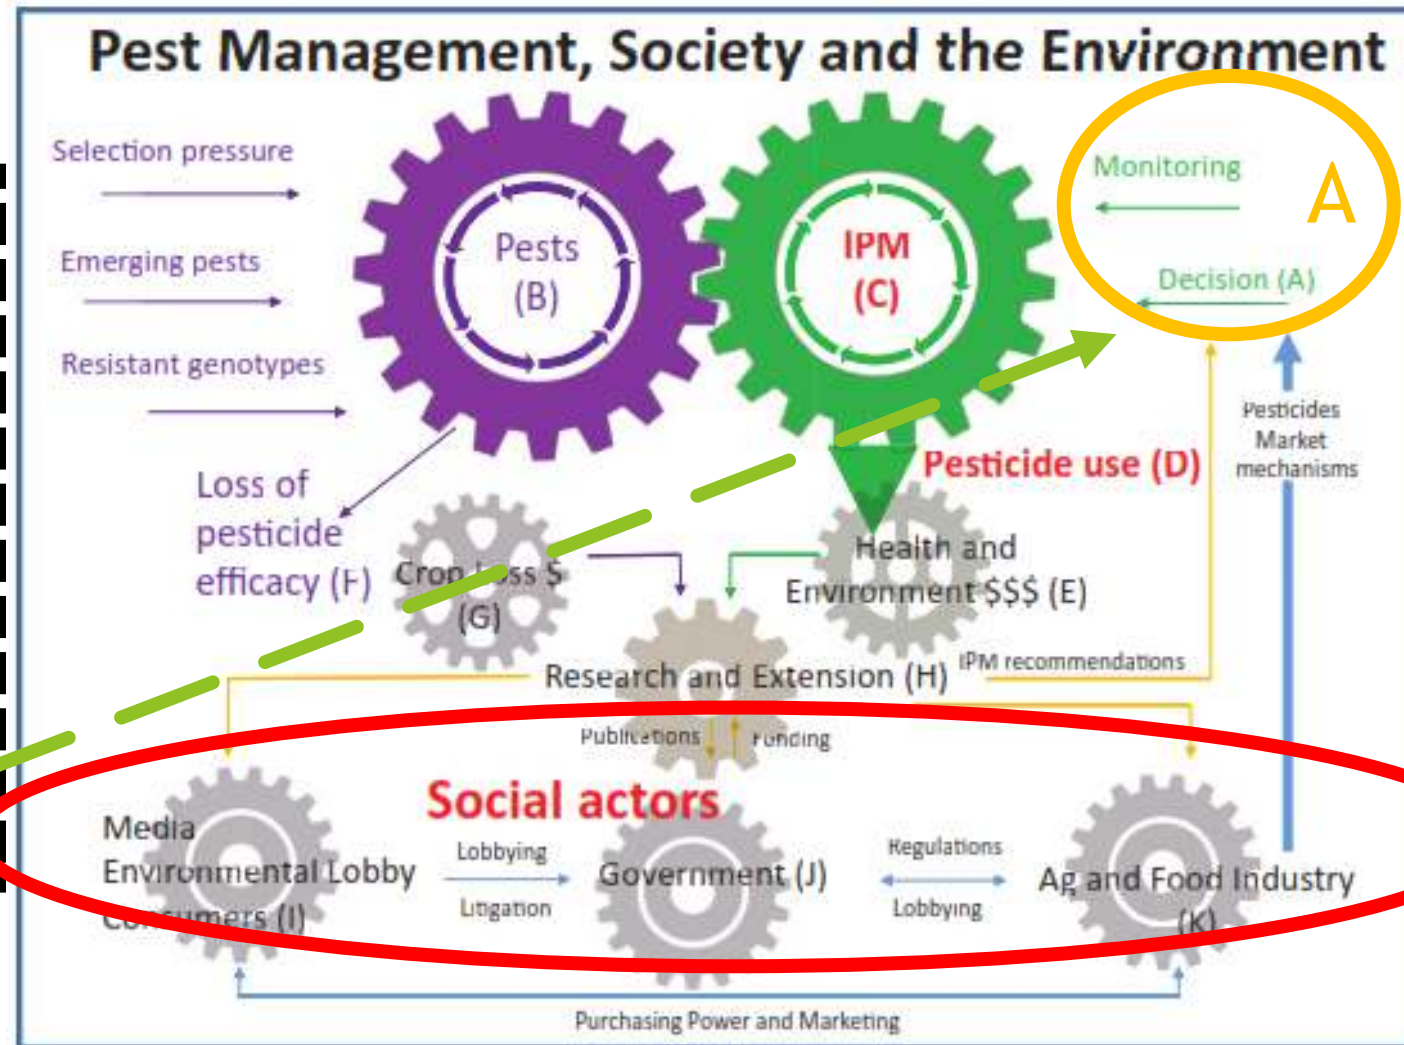 Pest Management, Society and the Environment
Selection pressure
Emerging pests
Resistant genotypes
Pests
(B)
IPM
(C)
Monitoring
A
Decision (A)
Pesticides
Market
mechanisms
Pesticide use (D)
Loss of
pesticide
efficacy (F)
Crop Loss $
(G)
Health and
Environment $$$ (E)
Research and Extension (H)
IPM recommendations
Publications
Funding
Social actors
Media
Environmental Lobby
Consumers (I)
Lobbying
Litigation
Government (J)
Regulations
Lobbying
Ag and Food Industry
(K)
Purchasing Power and Marketing